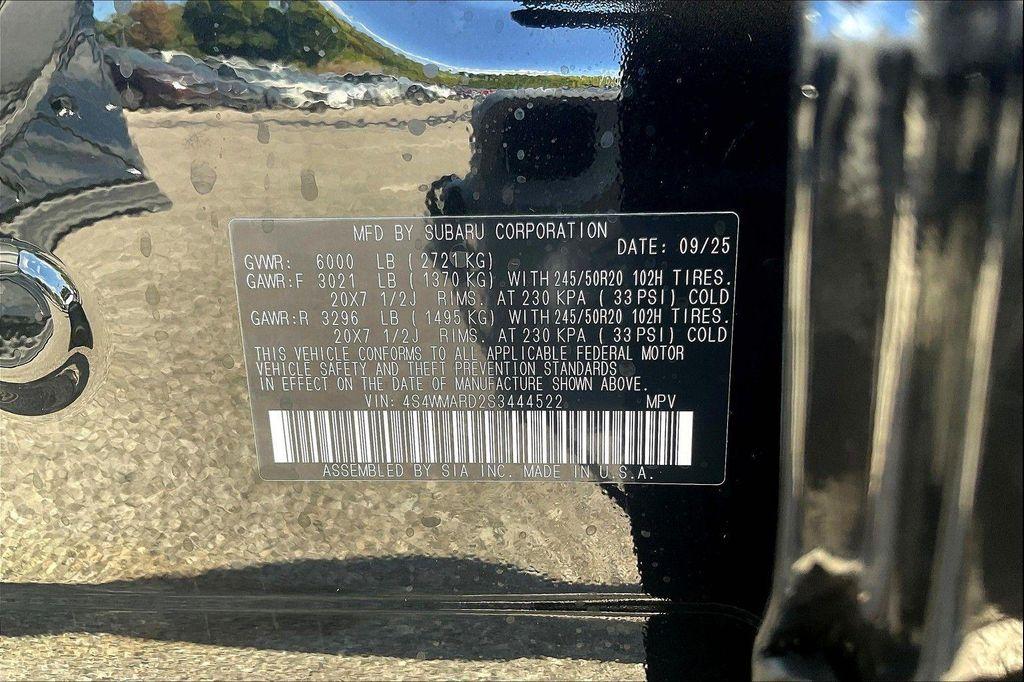 MFD BY SUBARU CORPORATION
DATE: 09/25
GVWR: 6000 LB ( 2721 KG)
GAWR:F 3021 LB ( 1370 KG) WITH 245/50R20 102H TIRES.
20X7 1/2J RIMS. AT 230 KPA ( 33 PSI) COLD
GAWR:R 3296 LB ( 1495 KG) WITH 245/50R20 102H TIRES.
20X7 1/2J RIMS. AT 230 KPA ( 33 PSI) COLD
THIS VEHICLE CONFORMS TO ALL APPLICABLE FEDERAL MOTOR
VEHICLE SAFETY AND THEFT PREVENTION STANDARDS
IN EFFECT ON THE DATE OF MANUFACTURE SHOWN ABOVE.
VIN: 4S4WMARD2S3444522 MPV
ASSEMBLED BY SIA INC. MADE IN U.S.A.